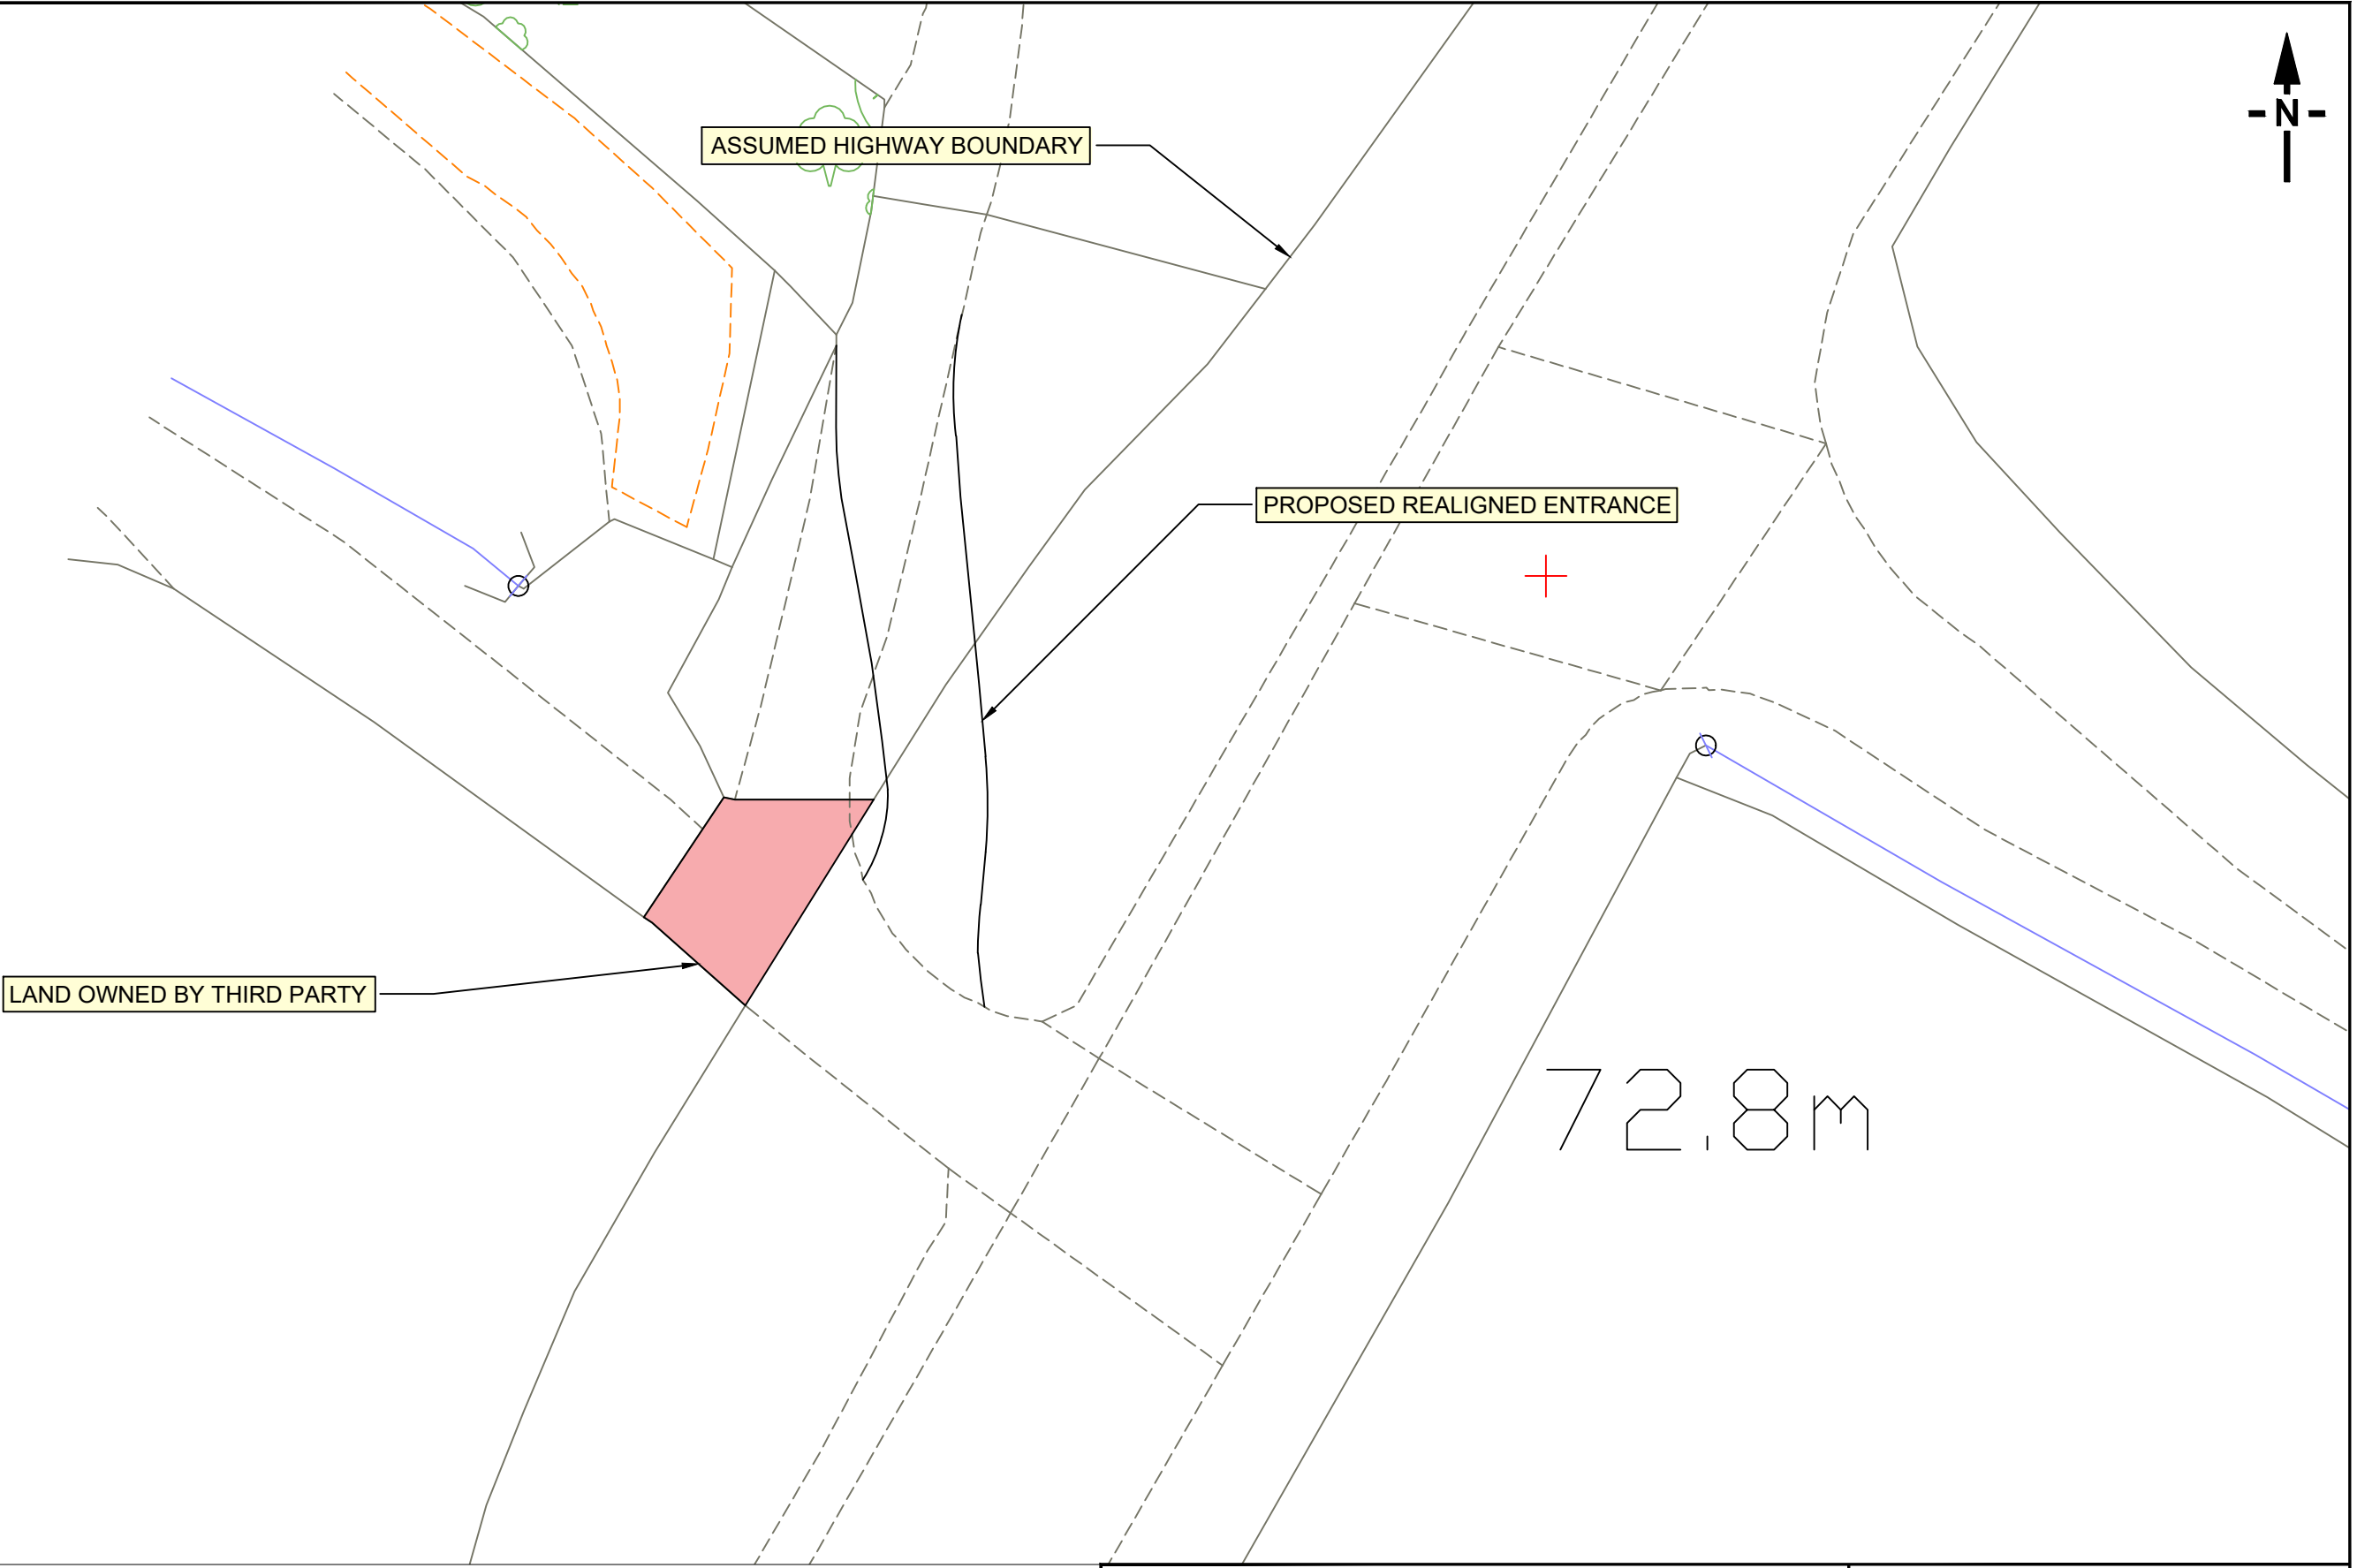 N
ASSUMED HIGHWAY BOUNDARY
PROPOSED REALIGNED ENTRANCE
LAND OWNED BY THIRD PARTY
72.8m